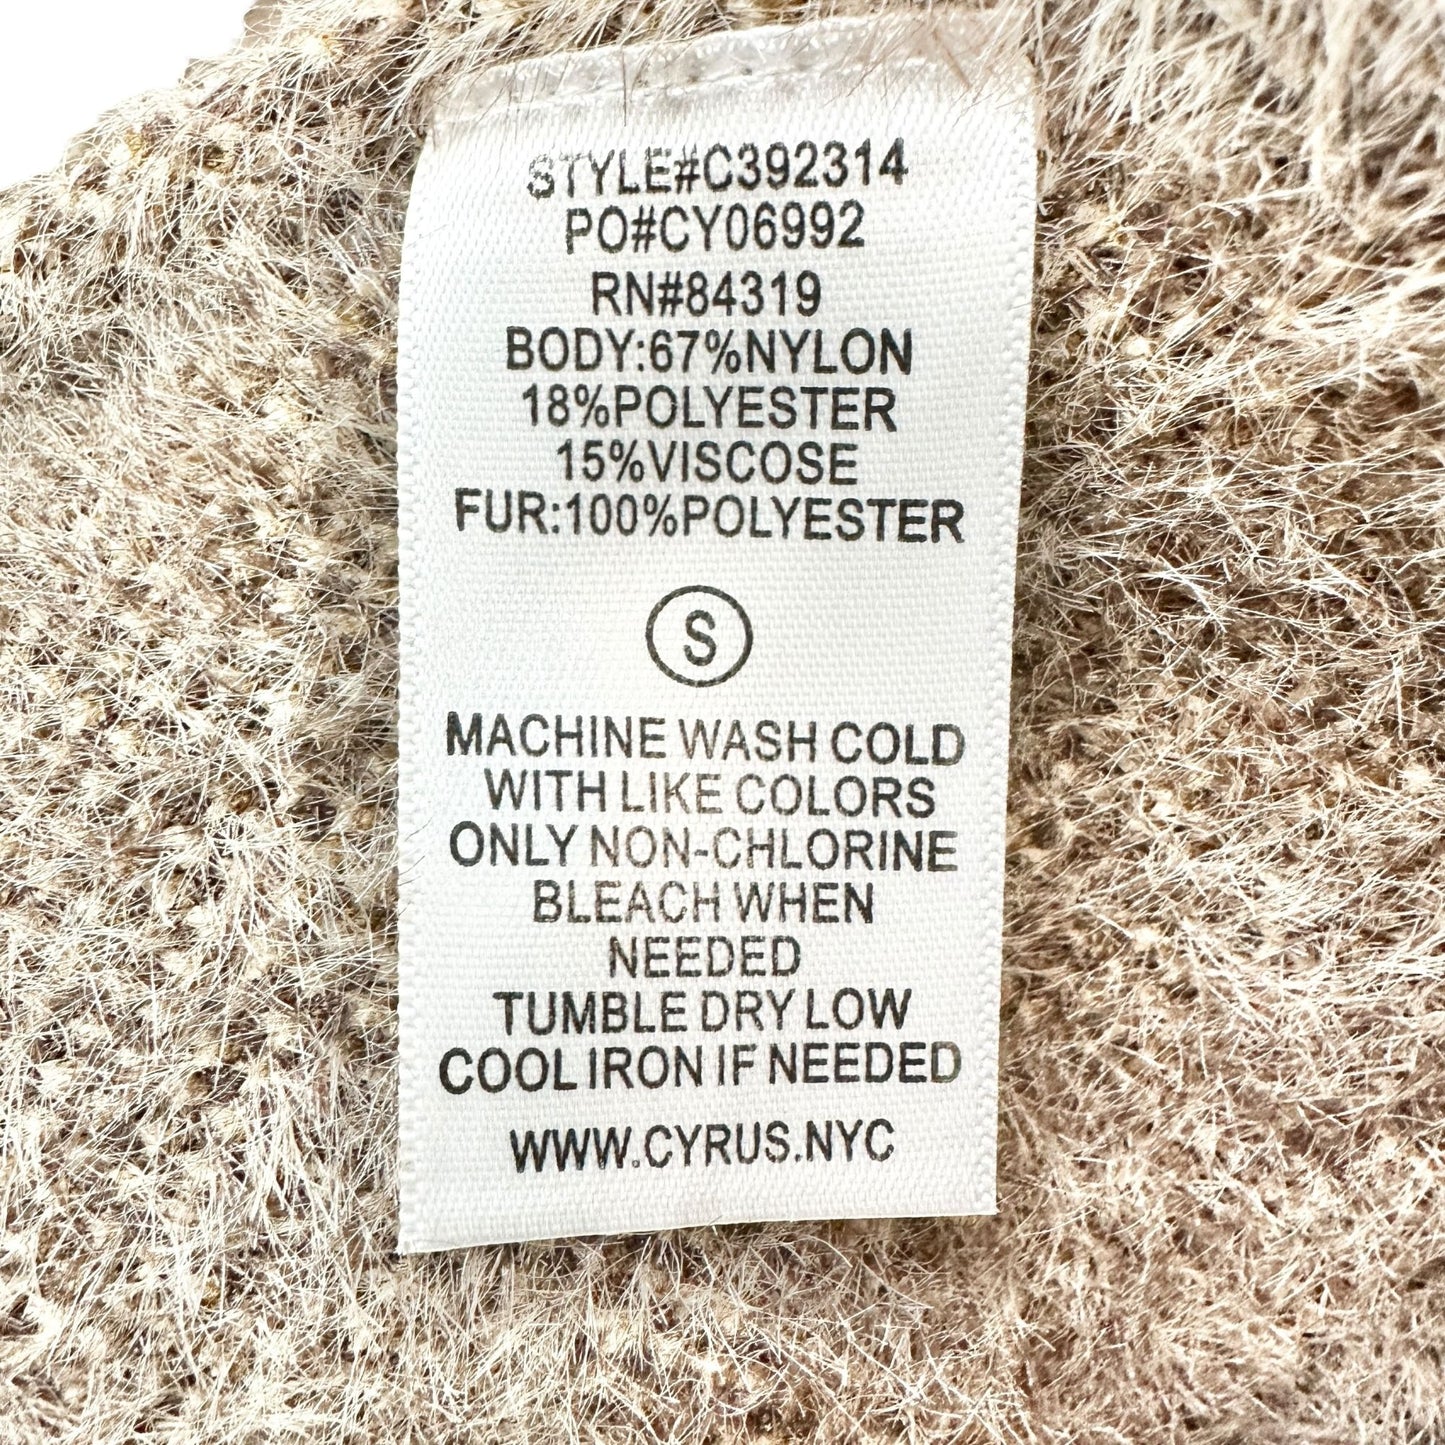 STYLE#C392314
PO#CY06992
RN#84319
BODY:67%NYLON
18%POLYESTER
15%VISCOSE
FUR:100%POLYESTER
S
MACHINE WASH COLD
WITH LIKE COLORS
ONLY NON-CHLORINE
BLEACH WHEN
NEEDED
TUMBLE DRY LOW
COOL IRON IF NEEDED
WWW.CYRUS.NYC